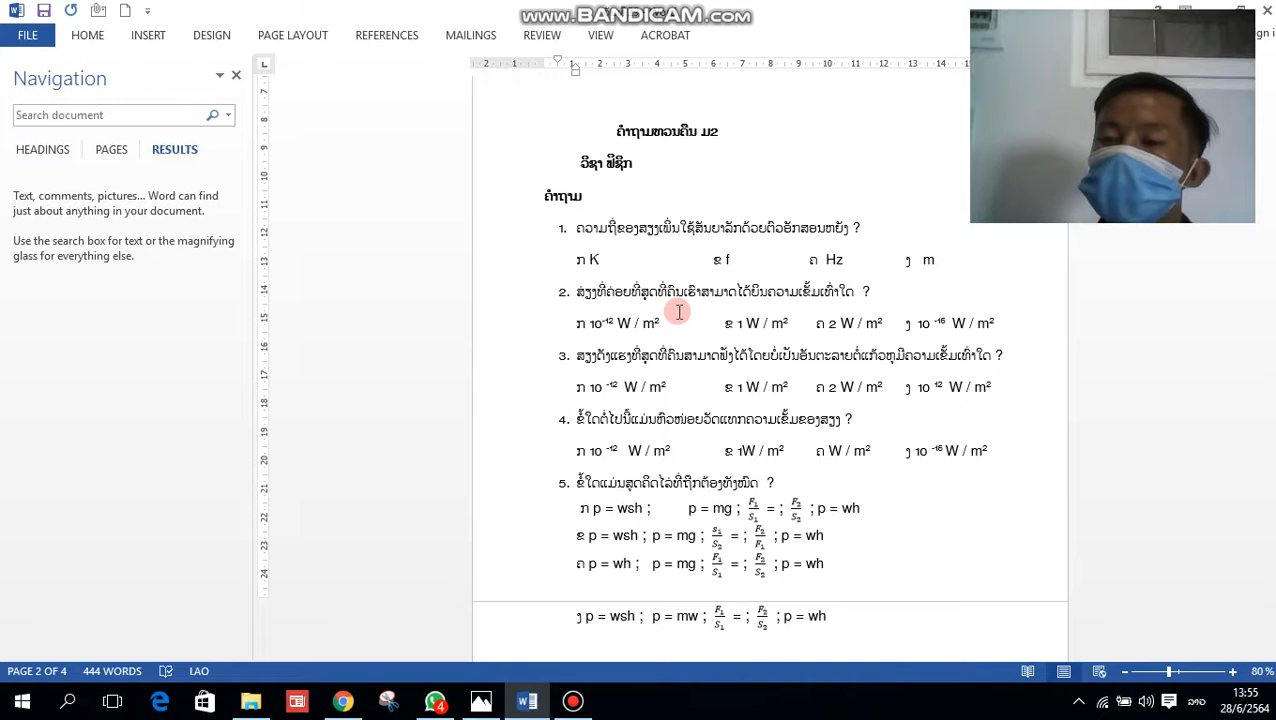 www.BANDICAM.com
FILE HOME INSERT DESIGN PAGE LAYOUT REFERENCES MAILINGS REVIEW VIEW ACROBAT
Navigation
Search document
HEADINGS PAGES RESULTS
Text, comments, pictures... Word can find
just about anything in your document.
Use the search box for text or the magnifying
glass for everything else.
ຄຳຖາມທວນຄືນ ມ2
ວິຊາ ຟີຊິກ
ຄຳຖາມ
1. ຄວາມຖີ່ຂອງສຽງເພິ່ນໃຊ້ສັນຍາລັກດ້ວຍຕົວອັກສອນຫຍັງ ?
ກ K ຂ f ຄ Hz ງ m
2. ສ່ຽງທີ່ຄ່ອຍທີ່ສຸດທີ່ຄົນເຮົາສາມາດໄດ້ຍິນຄວາມເຂັ້ມເທົ່າໃດ ?
ກ 10⁻¹² W / m² ຂ 1 W / m² ຄ 2 W / m² ງ 10 ⁻¹⁶ W / m²
3. ສຽງດັງແຮງທີ່ສຸດທີ່ຄົນສາມາດຟັງໄດ້ໂດຍບໍ່ເປັນອັນຕະລາຍຕໍ່ແກ້ວຫູມີຄວາມເຂັ້ມເທົ່າໃດ ?
ກ 10 ⁻¹² W / m² ຂ 1 W / m² ຄ 2 W / m² ງ 10 ¹² W / m²
4. ຂໍ້ໃດຕໍ່ໄປນີ້ແມ່ນຫົວໜ່ວຍວັດແທກຄວາມເຂັ້ມຂອງສຽງ ?
ກ 10 ⁻¹² W / m² ຂ 1W / m² ຄ W / m² ງ 10 ⁻¹⁶ W / m²
5. ຂໍ້ໃດແມ່ນສູດຄິດໄລ່ທີ່ຖືກຕ້ອງທັງໝົດ ?
ກ p = wsh ; p = mg ; F₁/S₁ = ; F₂/S₂ ; p = wh
ຂ p = wsh ; p = mg ; s₁/S₂ = ; F₂/F₁ ; p = wh
ຄ p = wh ; p = mg ; F₁/S₁ = ; F₂/S₂ ; p = wh
ງ p = wsh ; p = mw ; F₁/S₁ = ; F₂/S₂ ; p = wh
PAGE 2 OF 4 444 WORDS LAO 80 %
4
ລາວ
13:55
28/6/2564